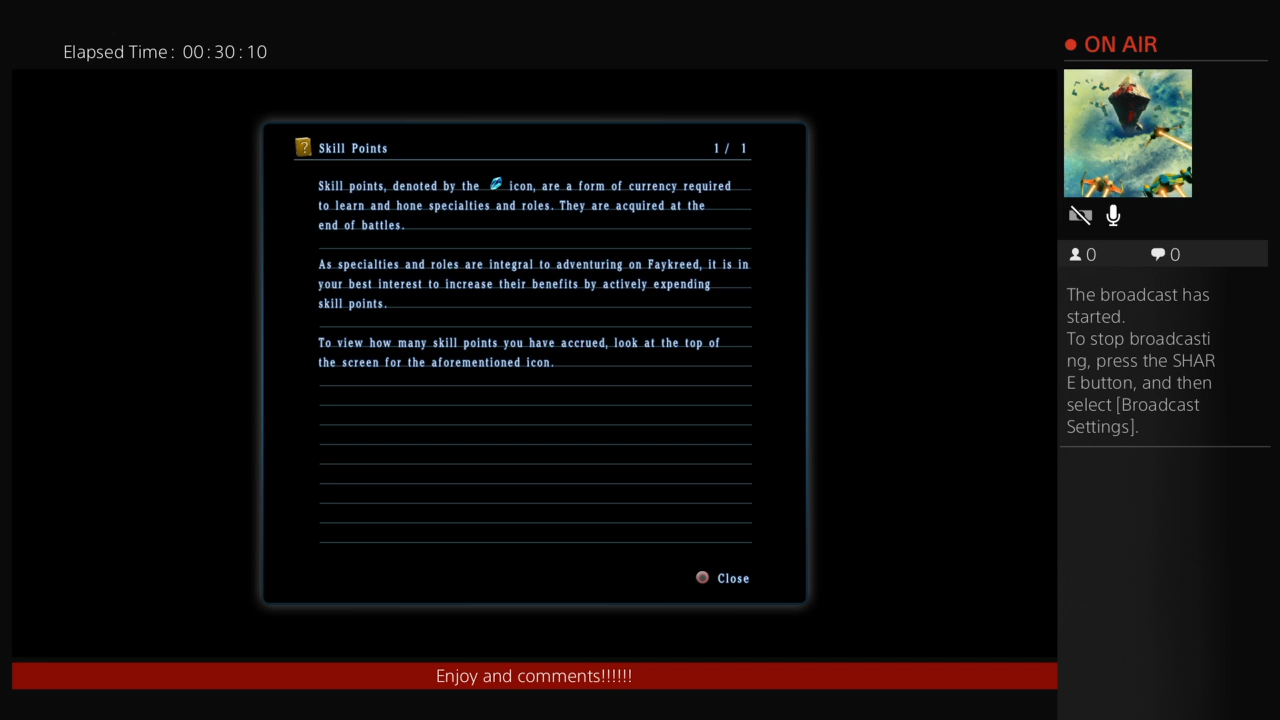 Elapsed Time: 00:30:10
ON AIR
? Skill Points 1 / 1
Skill points, denoted by the icon, are a form of currency required
to learn and hone specialties and roles. They are acquired at the
end of battles.
As specialties and roles are integral to adventuring on Faykreed, it is in
your best interest to increase their benefits by actively expending
skill points.
To view how many skill points you have accrued, look at the top of
the screen for the aforementioned icon.
Close
Enjoy and comments!!!!!!
0 0
The broadcast has
started.
To stop broadcasti
ng, press the SHAR
E button, and then
select [Broadcast
Settings].